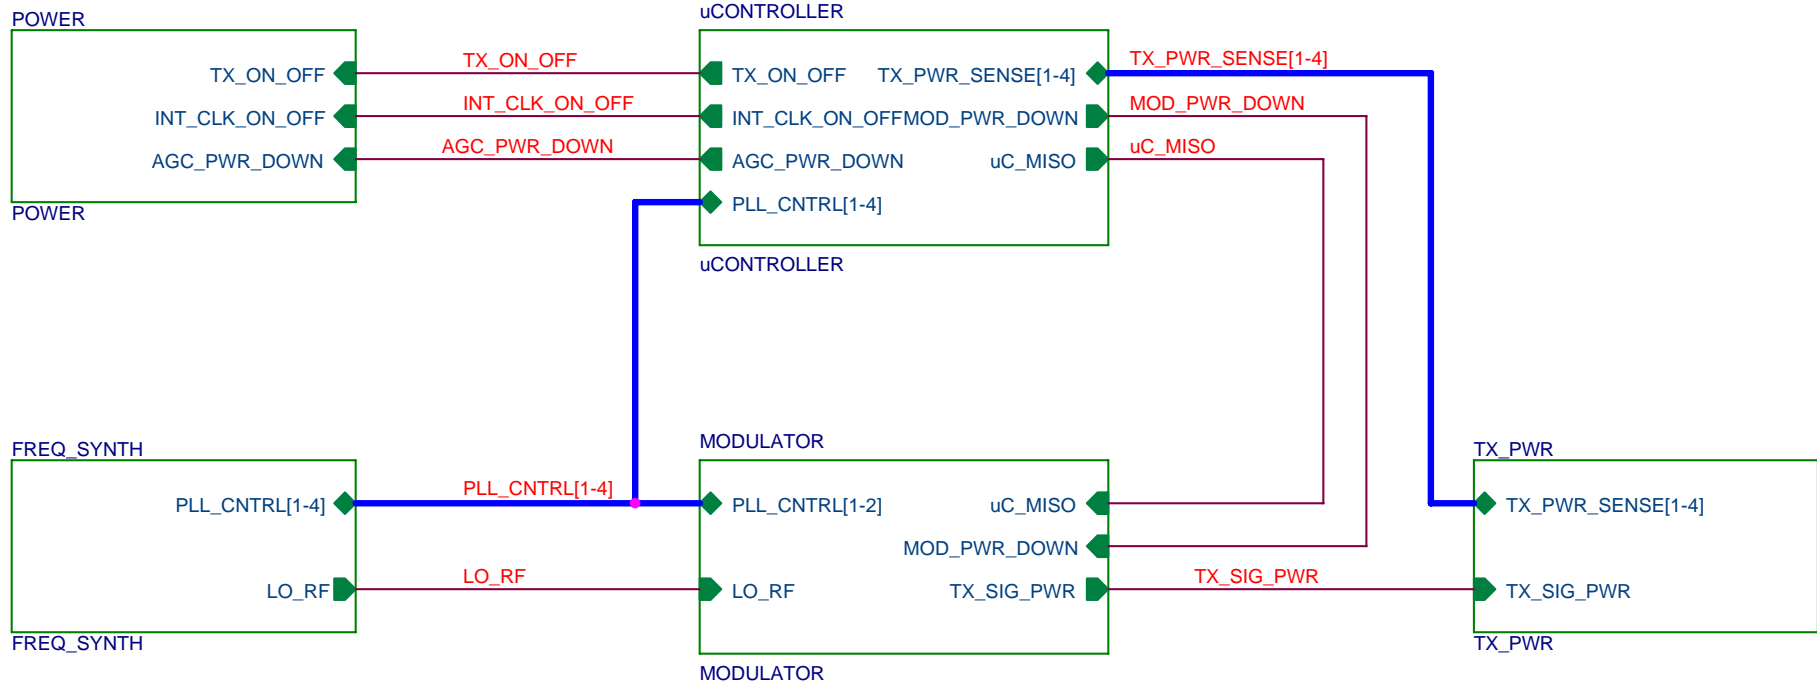 POWER
TX_ON_OFF
INT_CLK_ON_OFF
AGC_PWR_DOWN
POWER
TX_ON_OFF
INT_CLK_ON_OFF
AGC_PWR_DOWN
uCONTROLLER
TX_ON_OFF TX_PWR_SENSE[1-4]
INT_CLK_ON_OFF MOD_PWR_DOWN
AGC_PWR_DOWN uC_MISO
PLL_CNTRL[1-4]
uCONTROLLER
TX_PWR_SENSE[1-4]
MOD_PWR_DOWN
uC_MISO
FREQ_SYNTH
PLL_CNTRL[1-4]
LO_RF
FREQ_SYNTH
PLL_CNTRL[1-4]
LO_RF
MODULATOR
PLL_CNTRL[1-2] uC_MISO
MOD_PWR_DOWN
LO_RF TX_SIG_PWR
MODULATOR
TX_SIG_PWR
TX_PWR
TX_PWR_SENSE[1-4]
TX_SIG_PWR
TX_PWR